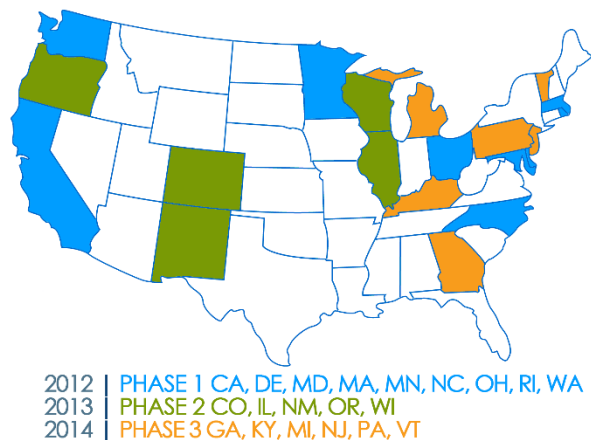 2012 | PHASE 1 CA, DE, MD, MA, MN, NC, OH, RI, WA
2013 | PHASE 2 CO, IL, NM, OR, WI
2014 | PHASE 3 GA, KY, MI, NJ, PA, VT